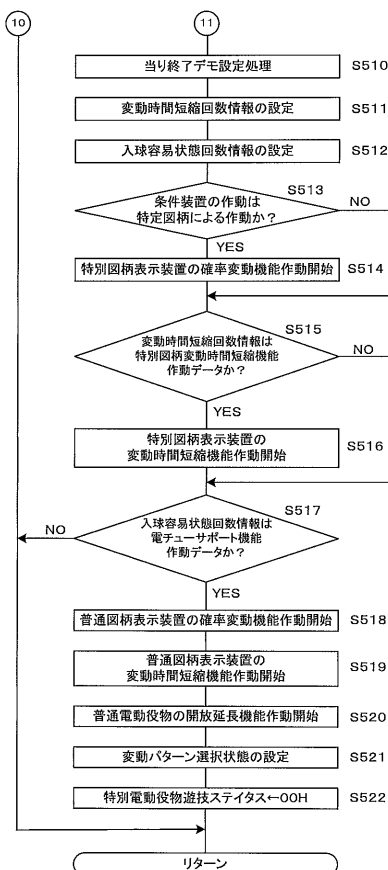 10
11
当り終了デモ設定処理 S510
変動時間短縮回数情報の設定 S511
入球容易状態回数情報の設定 S512
S513
条件装置の作動は
特定図柄による作動か?
NO
YES
特別図柄表示装置の確率変動機能作動開始 S514
S515
変動時間短縮回数情報は
特別図柄変動時間短縮機能
作動データか?
NO
YES
特別図柄表示装置の
変動時間短縮機能作動開始
S516
S517
入球容易状態回数情報は
電チューサポート機能
作動データか?
NO
YES
普通図柄表示装置の確率変動機能作動開始 S518
普通図柄表示装置の
変動時間短縮機能作動開始
S519
普通電動役物の開放延長機能作動開始 S520
変動パターン選択状態の設定 S521
特別電動役物遊技ステイタス←00H S522
リターン